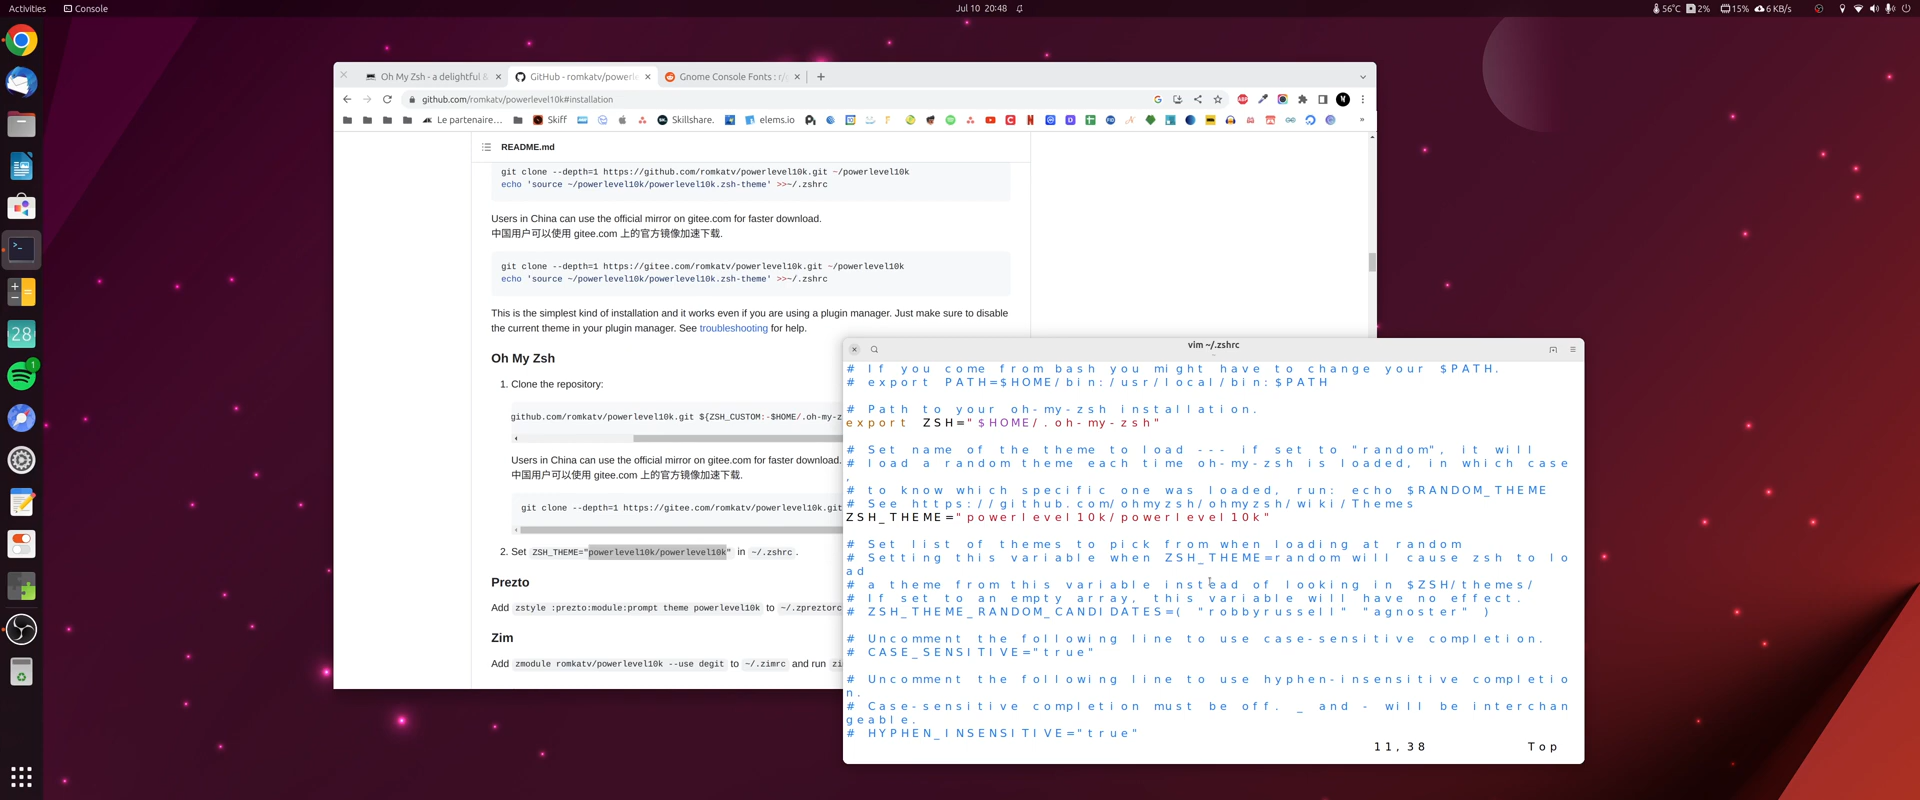 Activities
Console
Jul 10 20:48
56°C
2%
15%
6 KB/s
Oh My Zsh - a delightful &
GitHub - romkatv/powerle
Gnome Console Fonts : r/
github.com/romkatv/powerlevel10k#installation
Le partenaire...
Skiff
Skillshare.
elems.io
README.md
git clone --depth=1 https://github.com/romkatv/powerlevel10k.git ~/powerlevel10k
echo 'source ~/powerlevel10k/powerlevel10k.zsh-theme' >>~/.zshrc
Users in China can use the official mirror on gitee.com for faster download.
中国用户可以使用 gitee.com 上的官方镜像加速下载.
git clone --depth=1 https://gitee.com/romkatv/powerlevel10k.git ~/powerlevel10k
echo 'source ~/powerlevel10k/powerlevel10k.zsh-theme' >>~/.zshrc
This is the simplest kind of installation and it works even if you are using a plugin manager. Just make sure to disable
the current theme in your plugin manager. See troubleshooting for help.
Oh My Zsh
1. Clone the repository:
github.com/romkatv/powerlevel10k.git ${ZSH_CUSTOM:-$HOME/.oh-my-z
Users in China can use the official mirror on gitee.com for faster download.
中国用户可以使用 gitee.com 上的官方镜像加速下载.
git clone --depth=1 https://gitee.com/romkatv/powerlevel10k.git
2. Set ZSH_THEME="powerlevel10k/powerlevel10k" in ~/.zshrc.
Prezto
Add zstyle :prezto:module:prompt theme powerlevel10k to ~/.zpreztorc
Zim
Add zmodule romkatv/powerlevel10k --use degit to ~/.zimrc and run zi
vim ~/.zshrc
# If you come from bash you might have to change your $PATH.
# export PATH=$HOME/bin:/usr/local/bin:$PATH
# Path to your oh-my-zsh installation.
export ZSH="$HOME/.oh-my-zsh"
# Set name of the theme to load --- if set to "random", it will
# load a random theme each time oh-my-zsh is loaded, in which case
,
# to know which specific one was loaded, run: echo $RANDOM_THEME
# See https://github.com/ohmyzsh/ohmyzsh/wiki/Themes
ZSH_THEME="powerlevel10k/powerlevel10k"
# Set list of themes to pick from when loading at random
# Setting this variable when ZSH_THEME=random will cause zsh to lo
ad
# a theme from this variable instead of looking in $ZSH/themes/
# If set to an empty array, this variable will have no effect.
# ZSH_THEME_RANDOM_CANDIDATES=( "robbyrussell" "agnoster" )
# Uncomment the following line to use case-sensitive completion.
# CASE_SENSITIVE="true"
# Uncomment the following line to use hyphen-insensitive completio
n.
# Case-sensitive completion must be off. _ and - will be interchan
geable.
# HYPHEN_INSENSITIVE="true"
11,38 Top
28
1